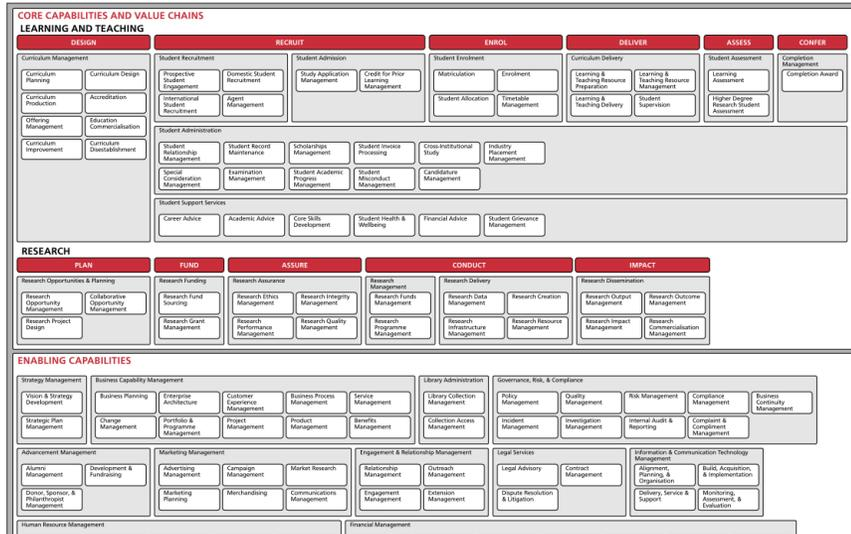 CORE CAPABILITIES AND VALUE CHAINS
LEARNING AND TEACHING
DESIGN
RECRUIT
ENROL
DELIVER
ASSESS
CONFER
Curriculum Management
Curriculum
Planning
Curriculum Design
Curriculum
Production
Accreditation
Offering
Management
Education
Commercialisation
Curriculum
Improvement
Curriculum
Disestablishment
Student Recruitment
Prospective
Student
Engagement
Domestic Student
Recruitment
International
Student
Recruitment
Agent
Management
Student Admission
Study Application
Management
Credit for Prior
Learning
Management
Student Enrolment
Matriculation
Enrolment
Student Allocation
Timetable
Management
Curriculum Delivery
Learning &
Teaching Resource
Preparation
Learning &
Teaching Resource
Management
Learning &
Teaching Delivery
Student
Supervision
Student Assessment
Learning
Assessment
Higher Degree
Research Student
Assessment
Completion
Management
Completion Award
Student Administration
Student
Relationship
Management
Student Record
Maintenance
Scholarships
Management
Student Invoice
Processing
Cross-Institutional
Study
Industry
Placement
Management
Special
Consideration
Management
Examination
Management
Student Academic
Progress
Management
Student
Misconduct
Management
Candidature
Management
Student Support Services
Career Advice
Academic Advice
Core Skills
Development
Student Health &
Wellbeing
Financial Advice
Student Grievance
Management
RESEARCH
PLAN
FUND
ASSURE
CONDUCT
IMPACT
Research Opportunities & Planning
Research
Opportunity
Management
Collaborative
Opportunity
Management
Research Project
Design
Research Funding
Research Fund
Sourcing
Research Grant
Management
Research Assurance
Research Ethics
Management
Research Integrity
Management
Research
Performance
Management
Research Quality
Management
Research
Management
Research Funds
Management
Research
Programme
Management
Research Delivery
Research Data
Management
Research Creation
Research
Infrastructure
Management
Research Resource
Management
Research Dissemination
Research Output
Management
Research Outcome
Management
Research Impact
Management
Research
Commercialisation
Management
ENABLING CAPABILITIES
Strategy Management
Vision & Strategy
Development
Strategic Plan
Management
Business Capability Management
Business Planning
Enterprise
Architecture
Customer
Experience
Management
Business Process
Management
Service
Management
Change
Management
Portfolio &
Programme
Management
Project
Management
Product
Management
Benefits
Management
Library Administration
Library Collection
Management
Collection Access
Management
Governance, Risk, & Compliance
Policy
Management
Quality
Management
Risk Management
Compliance
Management
Business
Continuity
Management
Incident
Management
Investigation
Management
Internal Audit &
Reporting
Complaint &
Compliment
Management
Advancement Management
Alumni
Management
Development &
Fundraising
Donor, Sponsor, &
Philanthropist
Management
Marketing Management
Advertising
Management
Campaign
Management
Market Research
Marketing
Planning
Merchandising
Communications
Management
Engagement & Relationship Management
Relationship
Management
Outreach
Management
Engagement
Management
Extension
Management
Legal Services
Legal Advisory
Contract
Management
Dispute Resolution
& Litigation
Information & Communication Technology
Management
Alignment,
Planning, &
Organisation
Build, Acquisition,
& Implementation
Delivery, Service &
Support
Monitoring,
Assessment, &
Evaluation
Human Resource Management
Financial Management